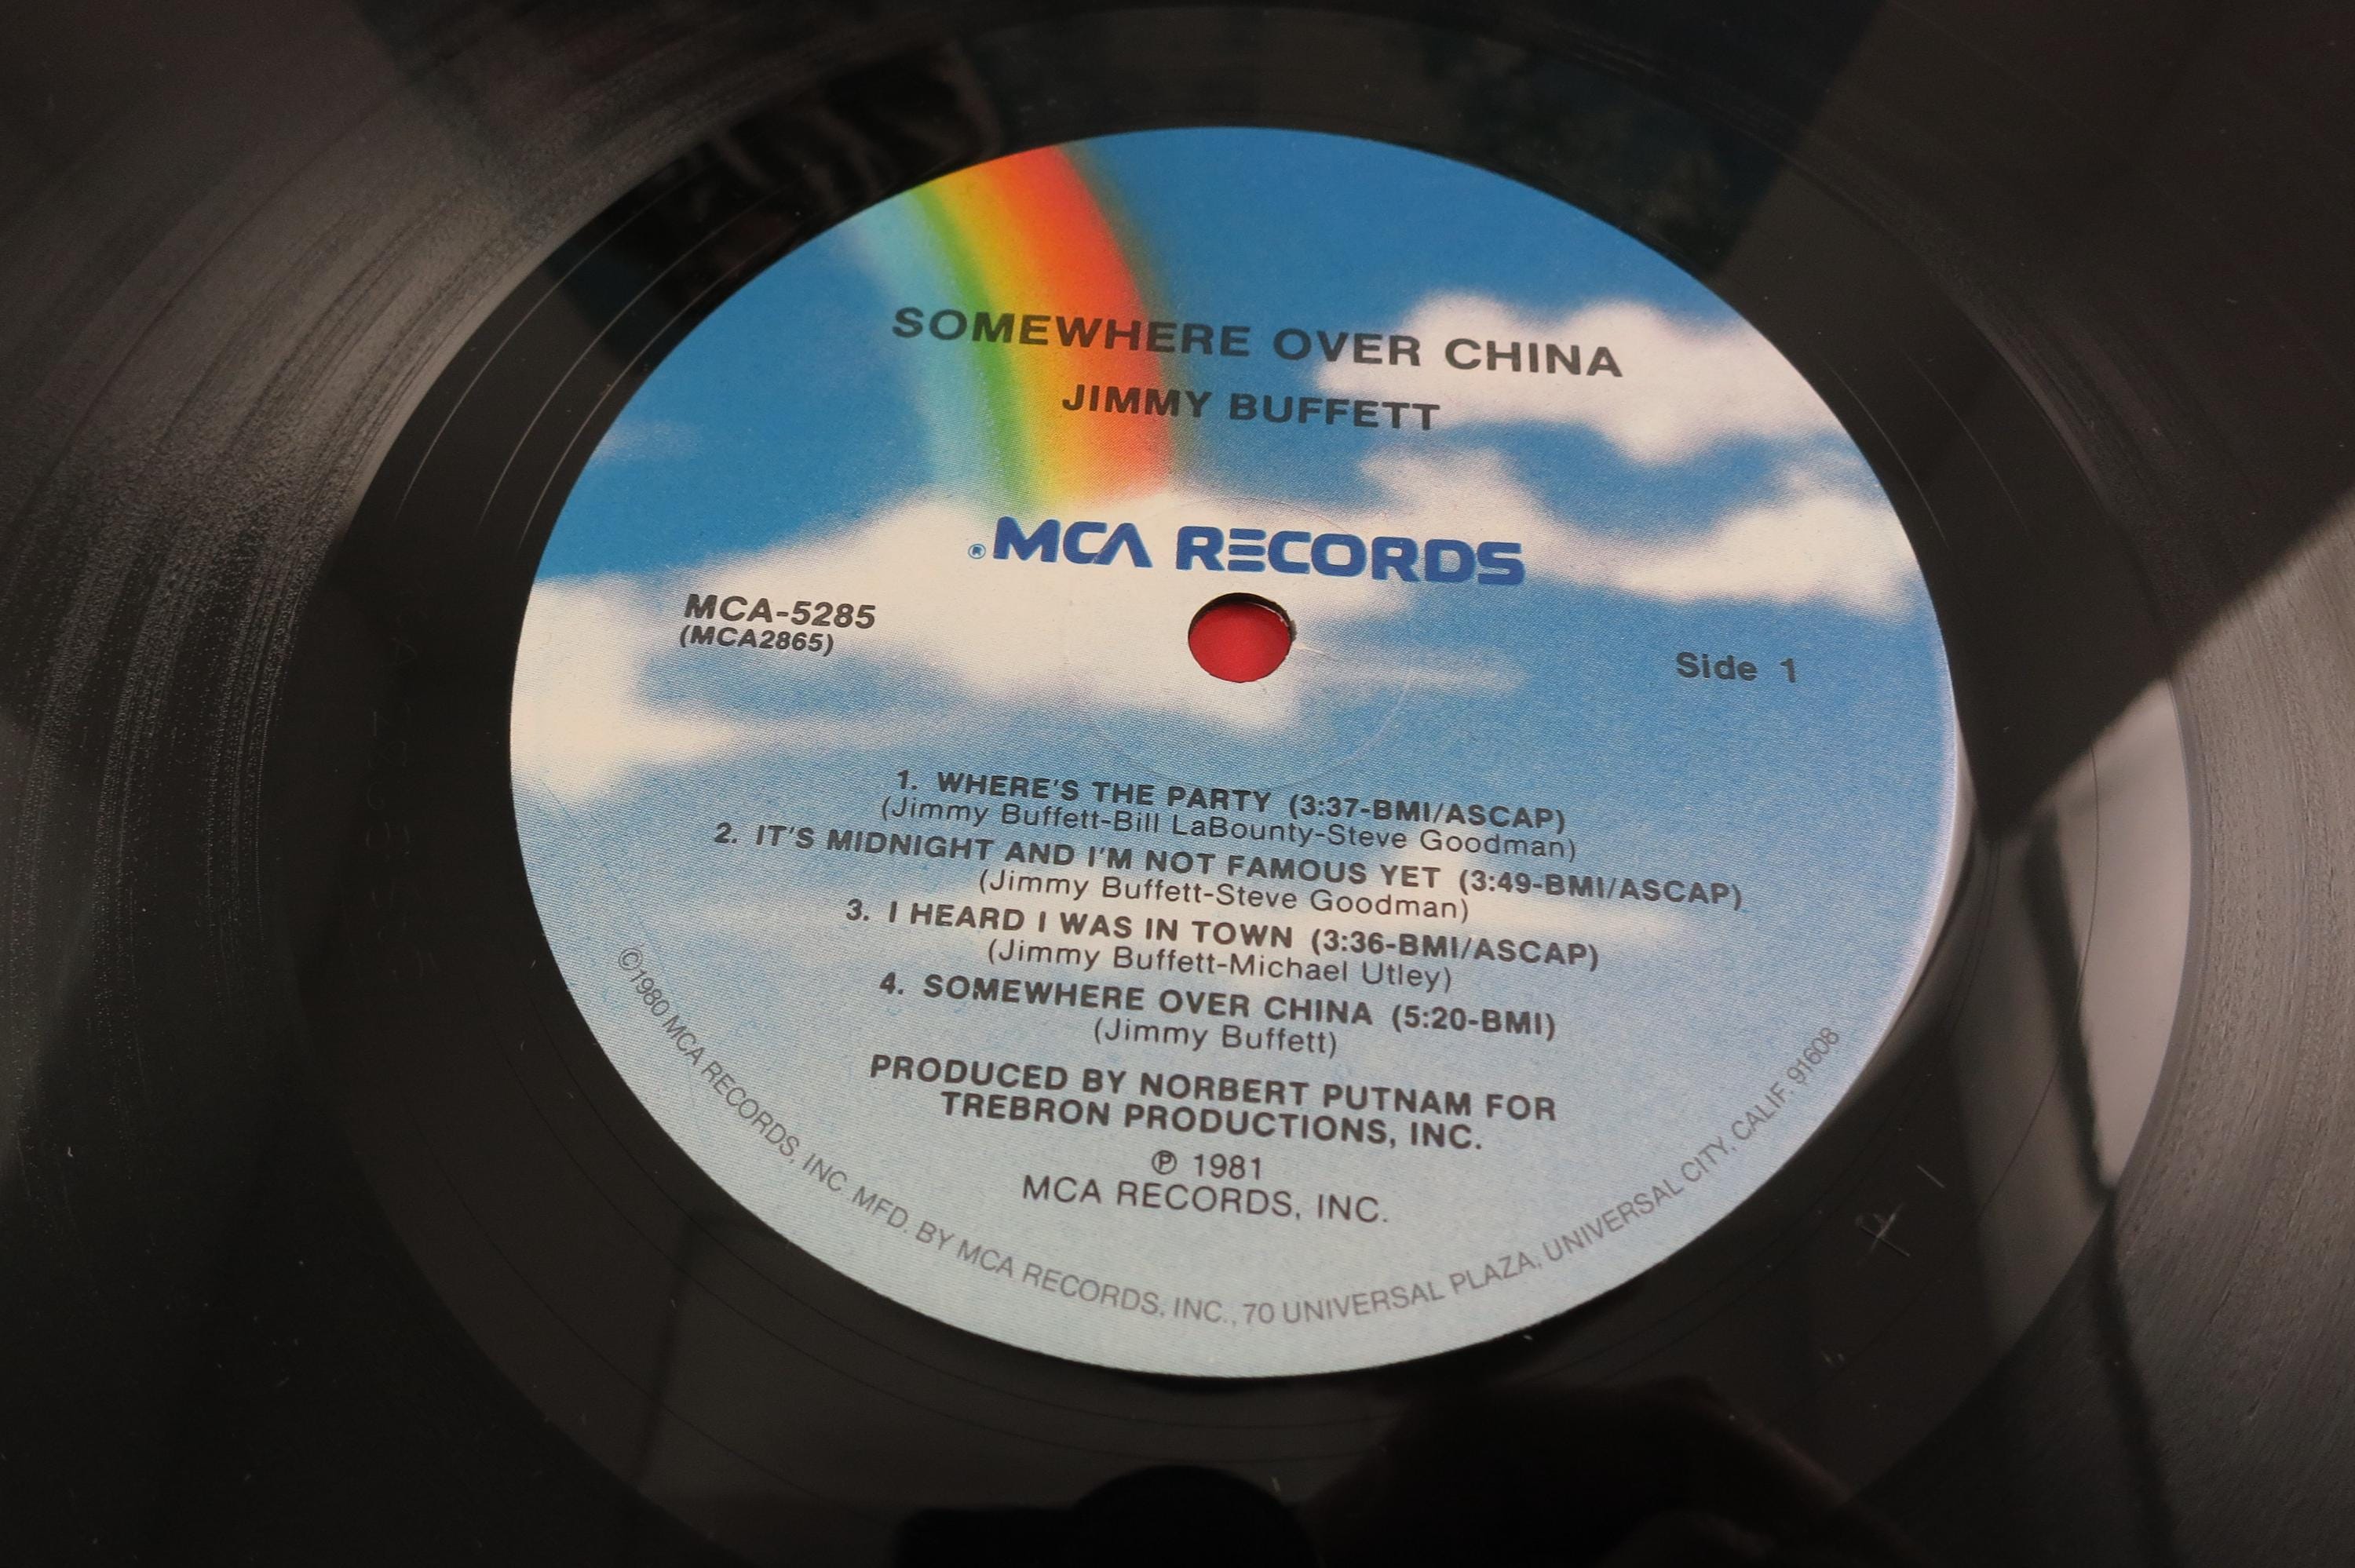 SOMEWHERE OVER CHINA
JIMMY BUFFETT
®MCA RECORDS
MCA-5285
(MCA2865)
Side 1
1. WHERE'S THE PARTY (3:37-BMI/ASCAP)
(Jimmy Buffett-Bill LaBounty-Steve Goodman)
2. IT'S MIDNIGHT AND I'M NOT FAMOUS YET (3:49-BMI/ASCAP)
(Jimmy Buffett-Steve Goodman)
3. I HEARD I WAS IN TOWN (3:36-BMI/ASCAP)
(Jimmy Buffett-Michael Utley)
4. SOMEWHERE OVER CHINA (5:20-BMI)
(Jimmy Buffett)
PRODUCED BY NORBERT PUTNAM FOR
TREBRON PRODUCTIONS, INC.
℗ 1981
MCA RECORDS, INC.
©1980 MCA RECORDS, INC. MFD. BY MCA RECORDS, INC., 70 UNIVERSAL PLAZA, UNIVERSAL CITY, CALIF. 91608